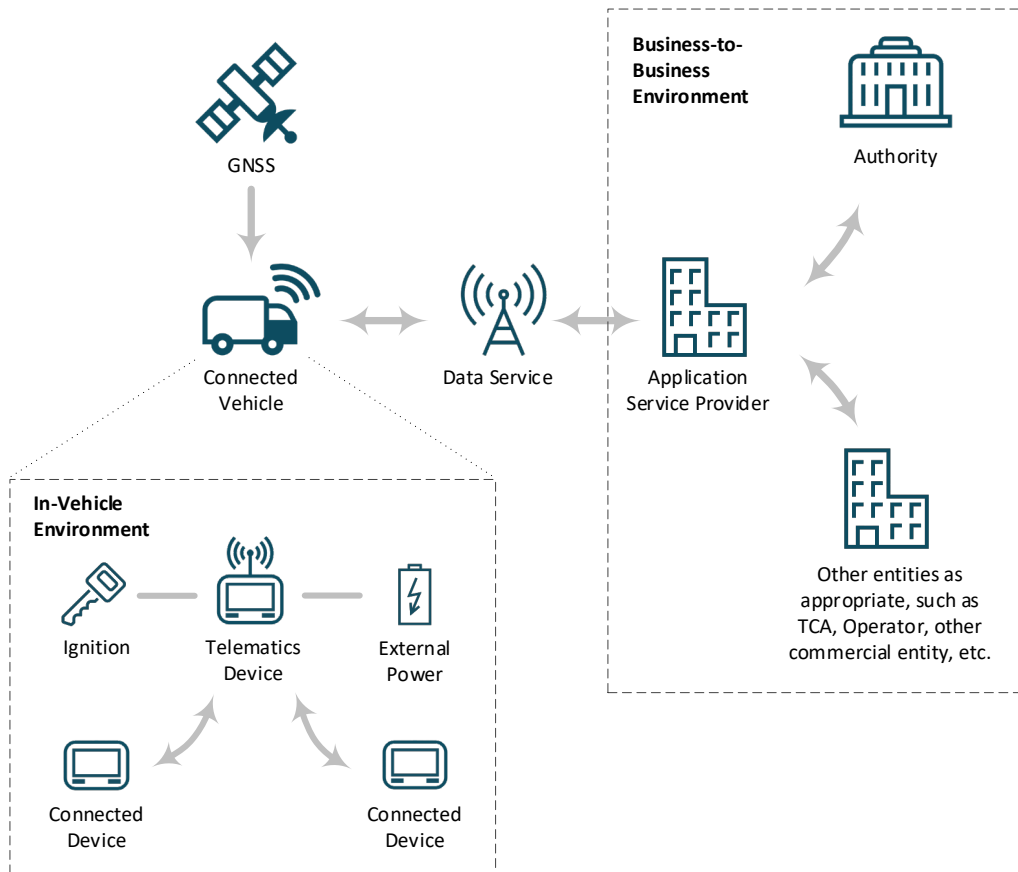 Business-to-
Business
Environment
Authority
GNSS
Connected
Vehicle
Data Service
Application
Service Provider
Other entities as
appropriate, such as
TCA, Operator, other
commercial entity, etc.
In-Vehicle
Environment
Ignition
Telematics
Device
External
Power
Connected
Device
Connected
Device